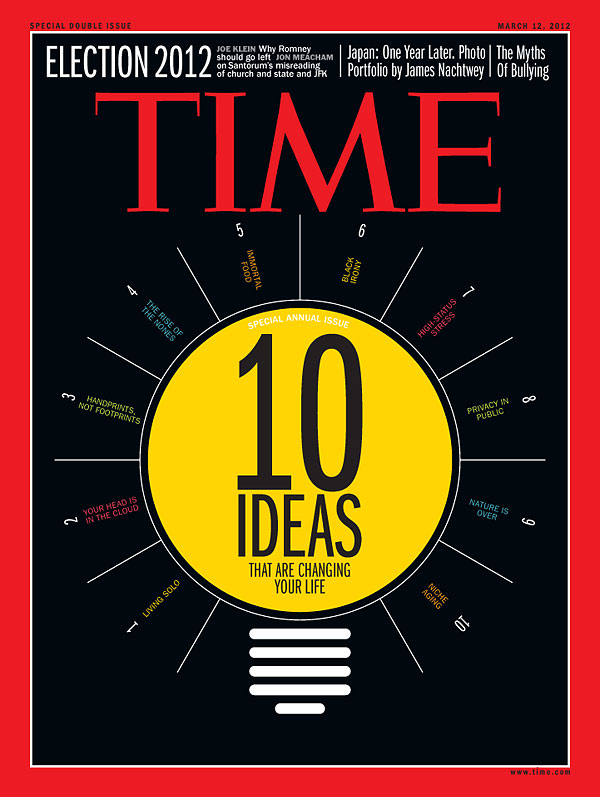 SPECIAL DOUBLE ISSUE
MARCH 12, 2012
ELECTION 2012
JOE KLEIN Why Romney
should go left JON MEACHAM
on Santorum's misreading
of church and state and JFK
Japan: One Year Later. Photo
Portfolio by James Nachtwey
The Myths
Of Bullying
TIME
SPECIAL ANNUAL ISSUE
10
IDEAS
THAT ARE CHANGING
YOUR LIFE
1
LIVING SOLO
2
YOUR HEAD IS
IN THE CLOUD
3
HANDPRINTS,
NOT FOOTPRINTS
4
THE RISE OF
THE NONES
5
IMMORTAL
FOOD
6
BLACK
IRONY
7
HIGH STATUS
STRESS
8
PRIVACY IN
PUBLIC
9
NATURE IS
OVER
10
NICHE
AGING
www.time.com